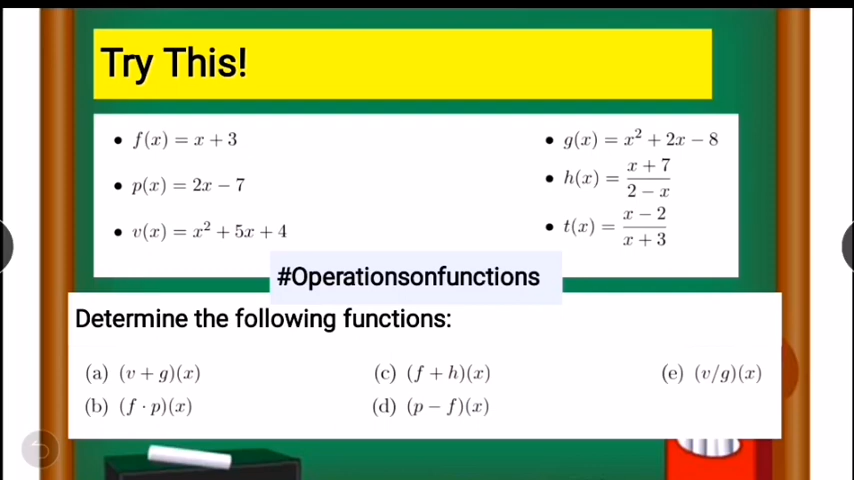 Try This!
• f(x) = x + 3
• p(x) = 2x − 7
• v(x) = x² + 5x + 4
• g(x) = x² + 2x − 8
• h(x) = (x + 7)/(2 − x)
• t(x) = (x − 2)/(x + 3)
#Operationsonfunctions
Determine the following functions:
(a) (v + g)(x)
(b) (f · p)(x)
(c) (f + h)(x)
(d) (p − f)(x)
(e) (v/g)(x)